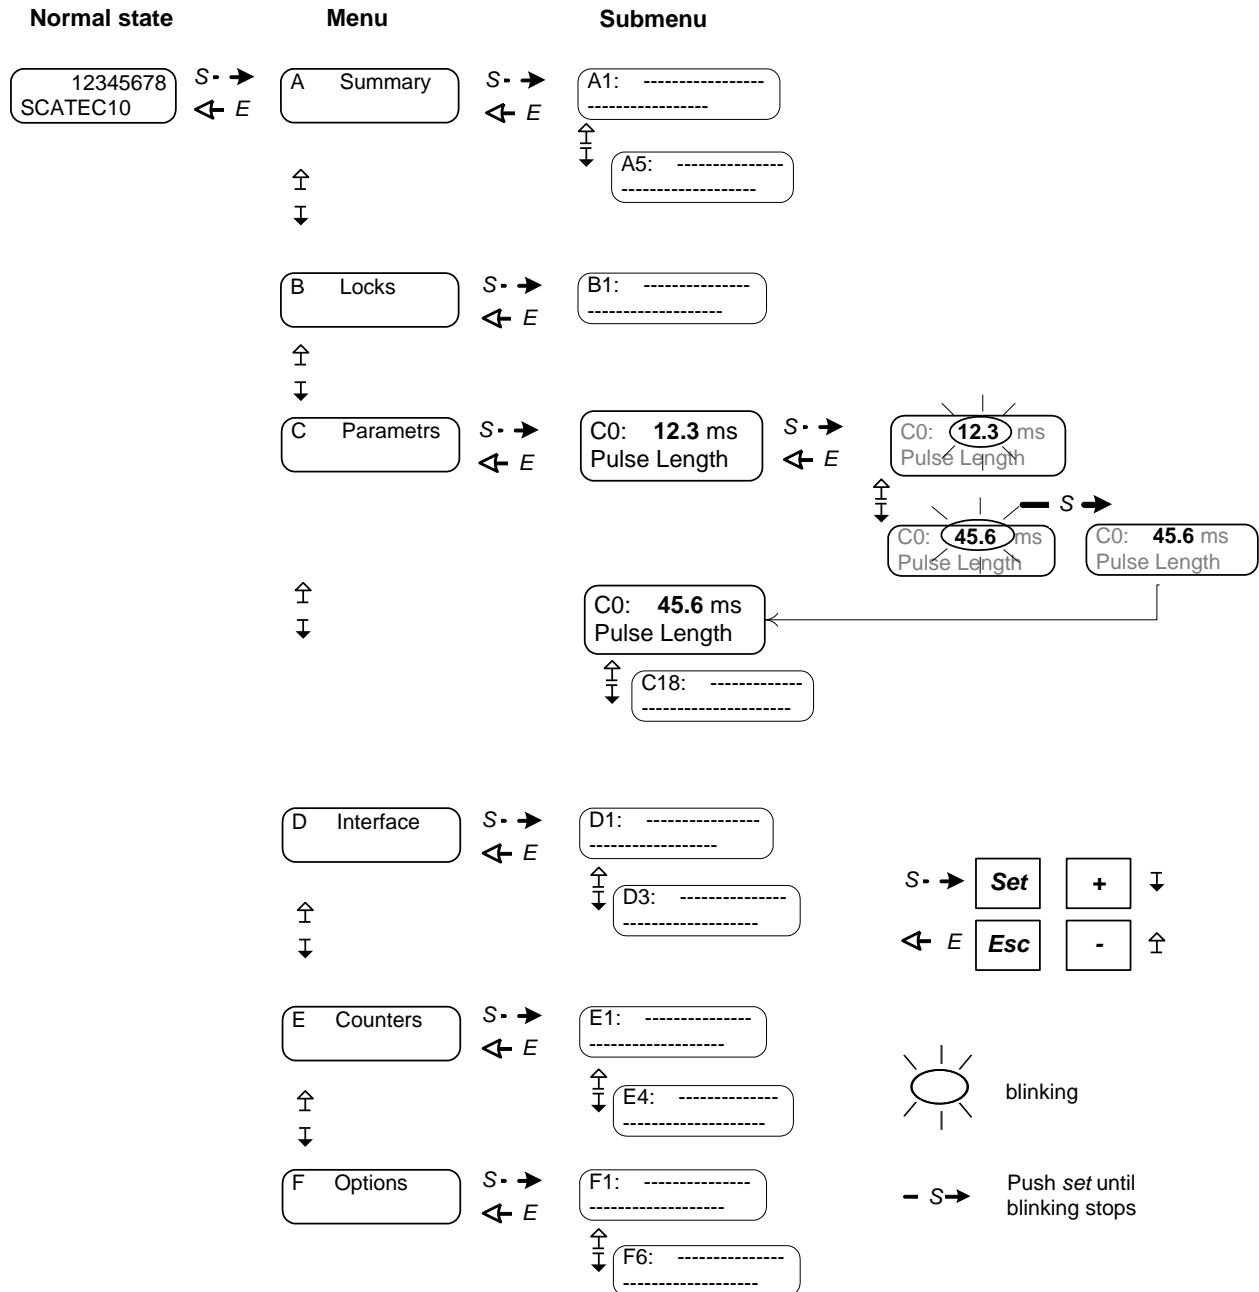 Normal state
Menu
Submenu
12345678
SCATEC10
S
E
A Summary
S
E
A1: -----------------
-----------------
A5: ---------------
-------------------
B Locks
S
E
B1: ---------------
-------------------
C Parametrs
S
E
C0: 12.3 ms
Pulse Length
S
E
C0: 12.3 ms
Pulse Length
S
C0: 45.6 ms
Pulse Length
C0: 45.6 ms
Pulse Length
C0: 45.6 ms
Pulse Length
C18: -------------
---------------------
D Interface
S
E
D1: ----------------
------------------
D3: ---------------
-------------------
S
Set
+
E
Esc
-
E Counters
S
E
E1: ---------------
-------------------
E4: --------------
--------------------
blinking
F Options
S
E
F1: ---------------
-------------------
F6: ---------------
-------------------
S
Push set until
blinking stops